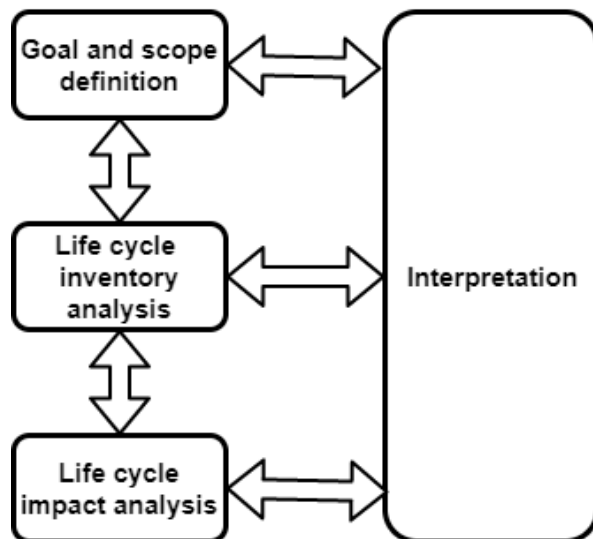 Goal and scope
definition
Life cycle
inventory
analysis
Interpretation
Life cycle
impact analysis